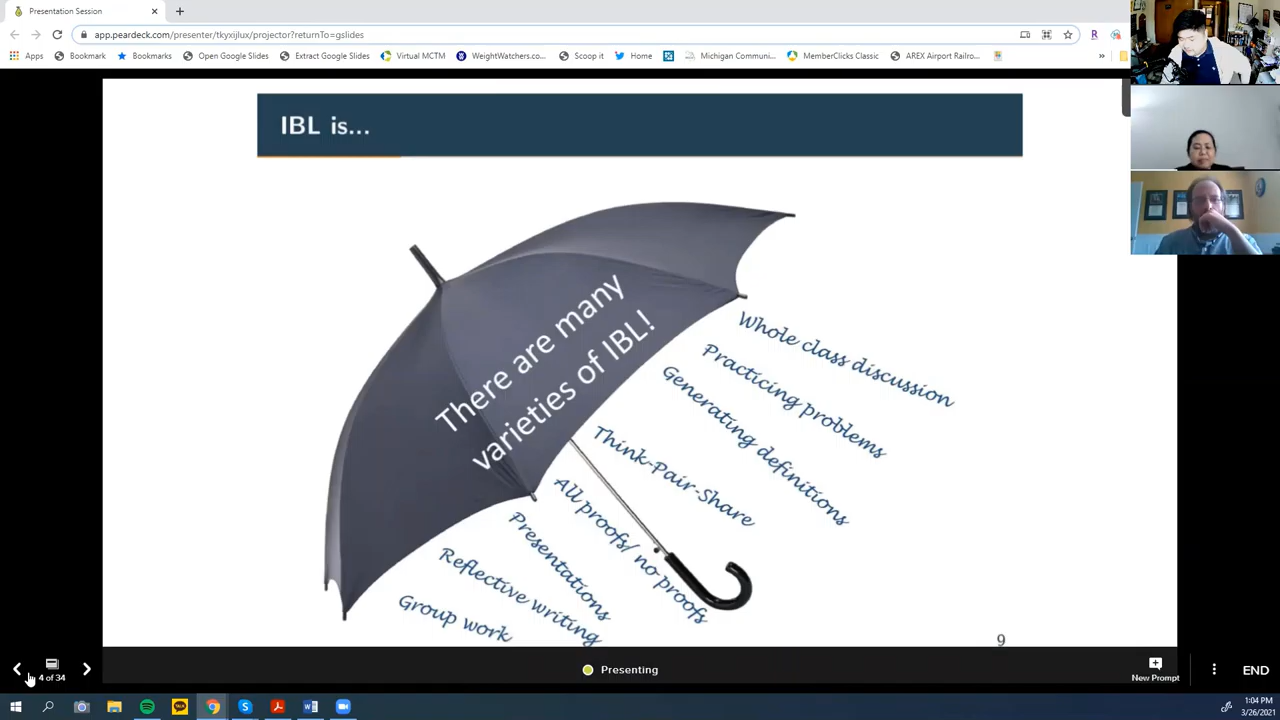 Presentation Session
app.peardeck.com/presenter/tkyxijlux/projector?returnTo=gslides
R
Apps Bookmark Bookmarks Open Google Slides Extract Google Slides Virtual MCTM WeightWatchers.co... Scoop it Home Michigan Communi... MemberClicks Classic AREX Airport Railro... »
IBL is...
There are many
varieties of IBL!
Whole class discussion
Practicing problems
Generating definitions
Think-Pair-Share
All proofs/ no proofs
Presentations
Reflective writing
Group work
9
4 of 34
Presenting
New Prompt
END
1:04 PM
3/26/2021